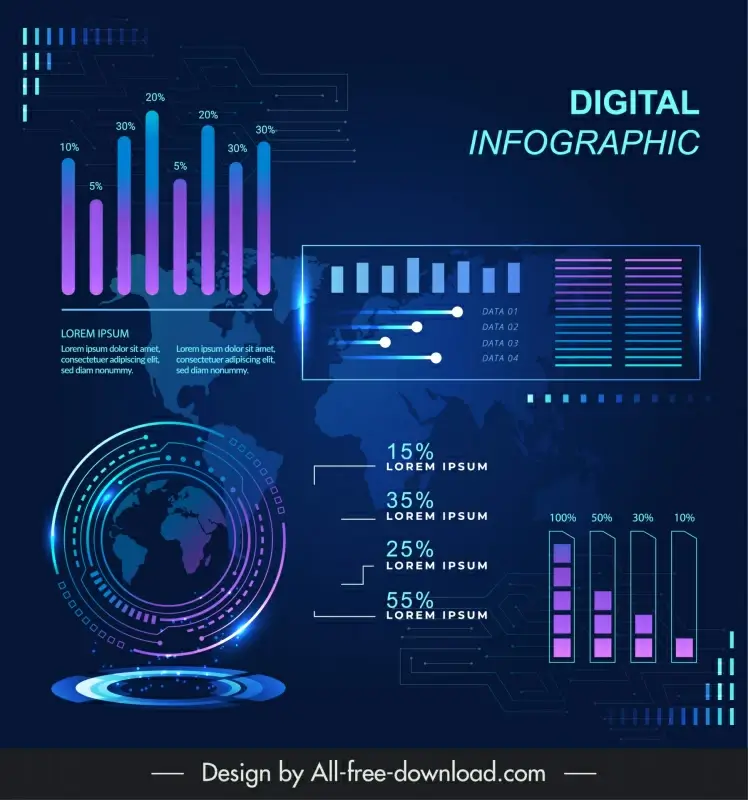 DIGITAL
INFOGRAPHIC
10%
5%
30%
20%
5%
20%
30%
30%
LOREM IPSUM
Lorem ipsum dolor sit amet,
consectetuer adipiscing elit,
sed diam nonummy.
Lorem ipsum dolor sit amet,
consectetuer adipiscing elit,
sed diam nonummy.
DATA 01
DATA 02
DATA 03
DATA 04
15%
LOREM IPSUM
35%
LOREM IPSUM
25%
LOREM IPSUM
55%
LOREM IPSUM
100% 50% 30% 10%
Design by All-free-download.com